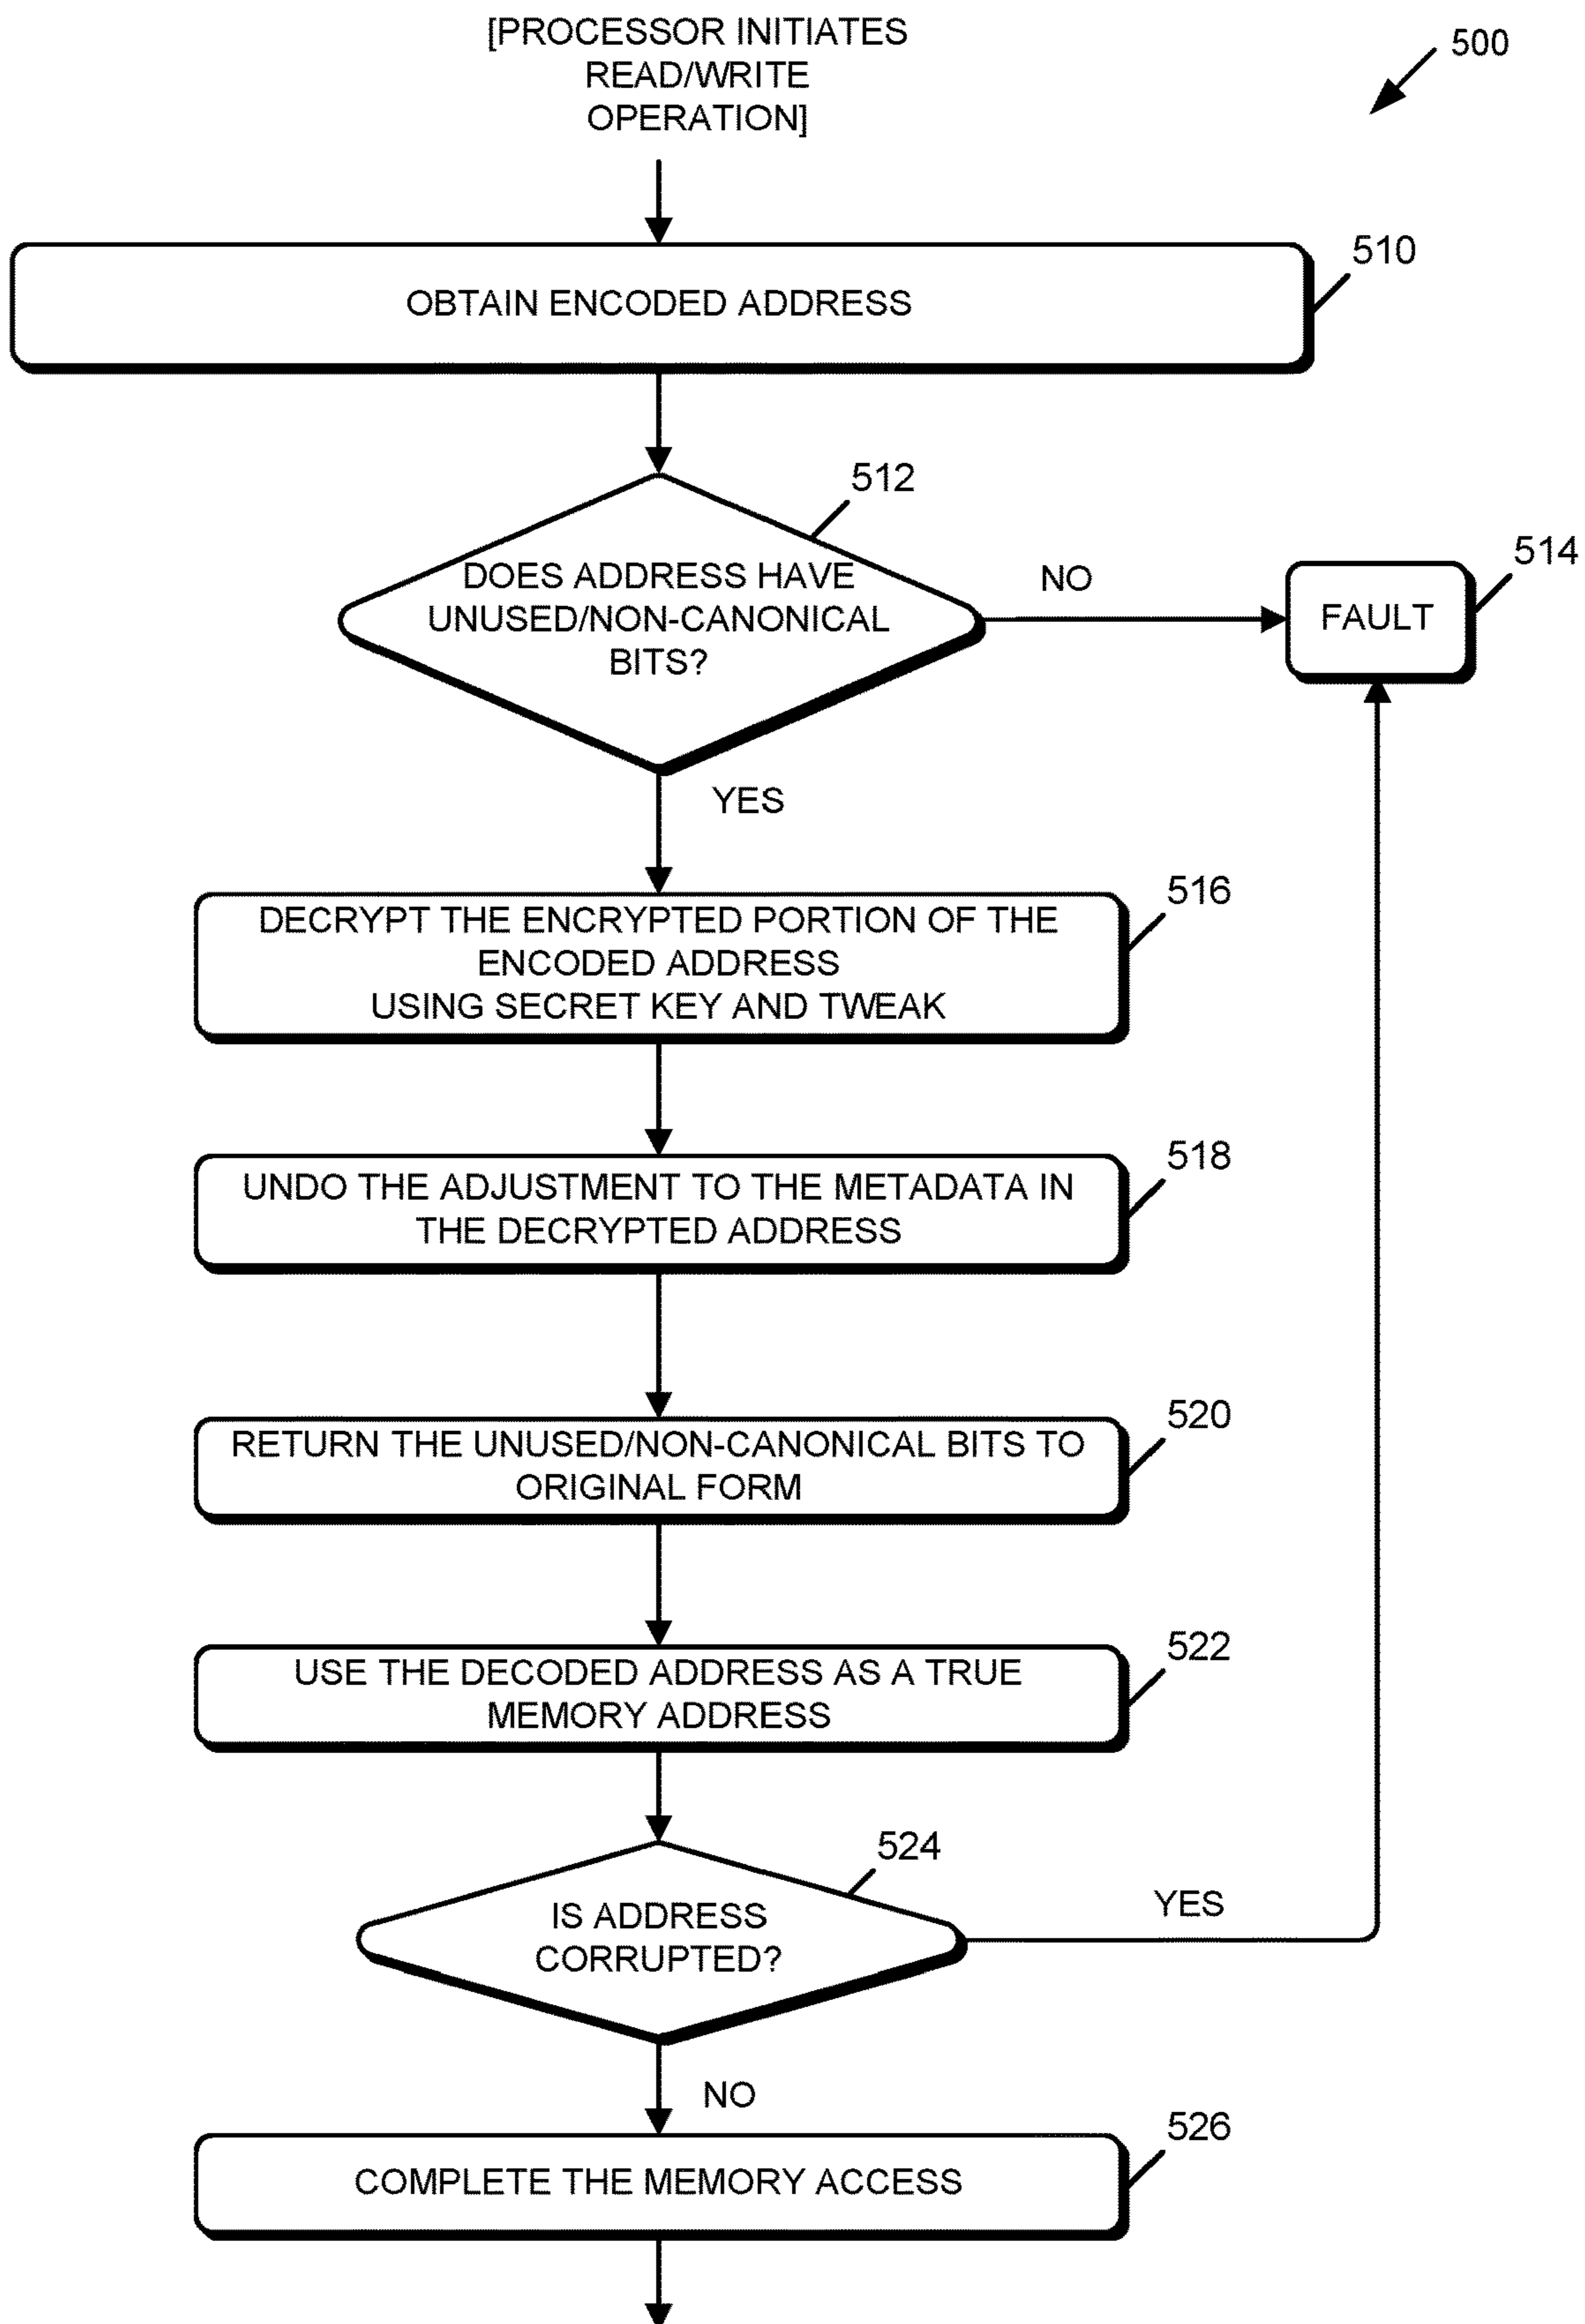 [PROCESSOR INITIATES
READ/WRITE
OPERATION]
500
510
OBTAIN ENCODED ADDRESS
512
DOES ADDRESS HAVE
UNUSED/NON-CANONICAL
BITS?
NO
514
FAULT
YES
516
DECRYPT THE ENCRYPTED PORTION OF THE
ENCODED ADDRESS
USING SECRET KEY AND TWEAK
518
UNDO THE ADJUSTMENT TO THE METADATA IN
THE DECRYPTED ADDRESS
520
RETURN THE UNUSED/NON-CANONICAL BITS TO
ORIGINAL FORM
522
USE THE DECODED ADDRESS AS A TRUE
MEMORY ADDRESS
524
IS ADDRESS
CORRUPTED?
YES
NO
526
COMPLETE THE MEMORY ACCESS